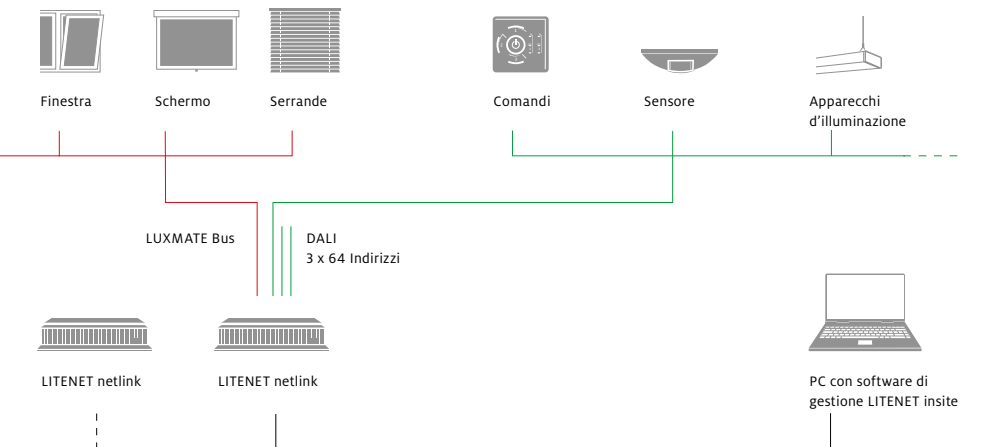 Finestra
Schermo
Serrande
Comandi
Sensore
Apparecchi
d'illuminazione
LUXMATE Bus
DALI
3 x 64 Indirizzi
LITENET netlink
LITENET netlink
PC con software di
gestione LITENET insite